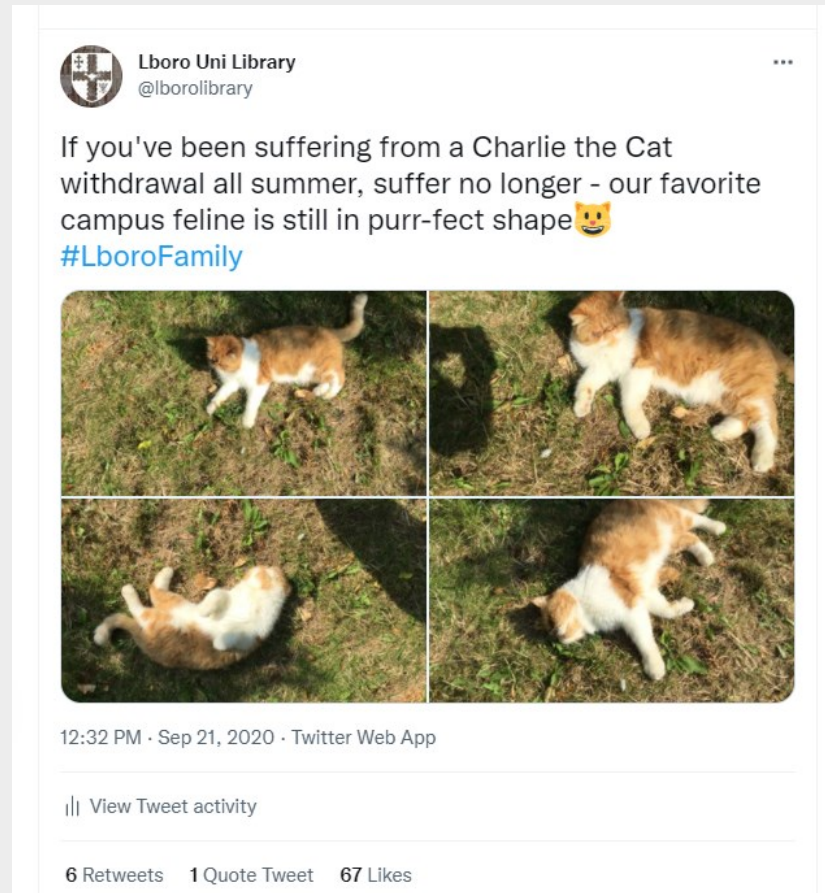 Lboro Uni Library
@lborolibrary
If you've been suffering from a Charlie the Cat
withdrawal all summer, suffer no longer - our favorite
campus feline is still in purr-fect shape😺
#LboroFamily
12:32 PM · Sep 21, 2020 · Twitter Web App
View Tweet activity
6 Retweets 1 Quote Tweet 67 Likes